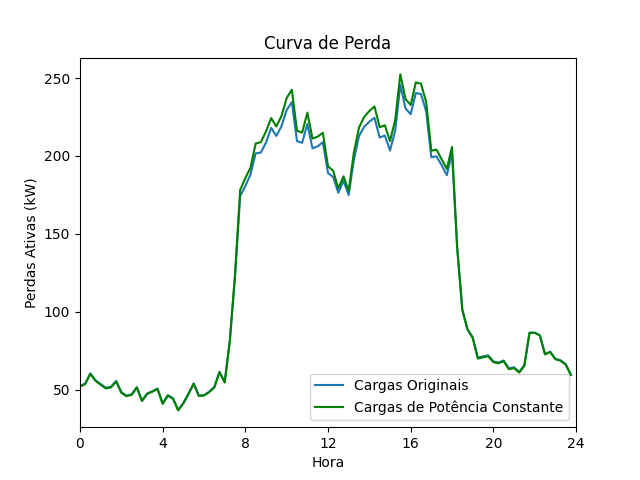 Curva de Perda
Perdas Ativas (kW)
250
200
150
100
50
0 4 8 12 16 20 24
Hora
Cargas Originais
Cargas de Potência Constante